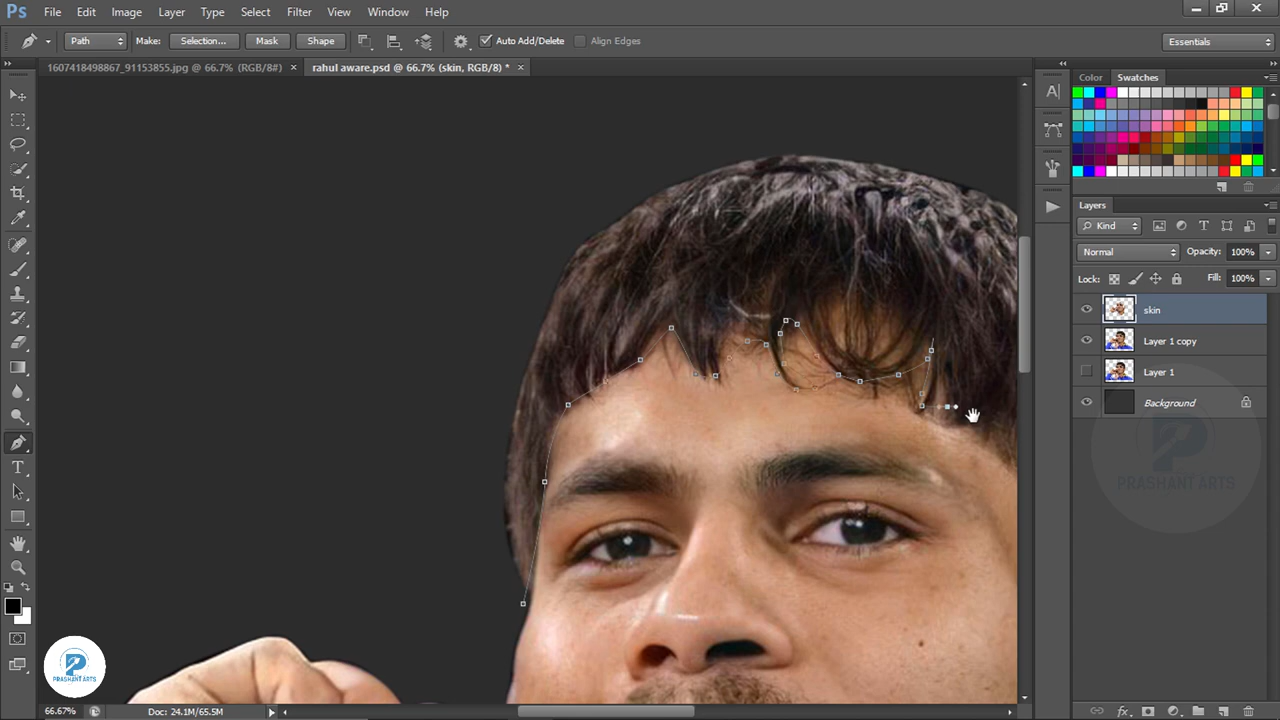 Ps File Edit Image Layer Type Select Filter View Window Help
Path Make: Selection... Mask Shape Auto Add/Delete Align Edges Essentials
1607418498867_91153855.jpg @ 66.7% (RGB/8#) × rahul aware.psd @ 66.7% (skin, RGB/8) * ×
Color Swatches
Layers
Kind
Normal Opacity: 100%
Lock: Fill: 100%
skin
Layer 1 copy
Layer 1
Background
PRASHANT ARTS
PRASHANT ARTS
66.67% Doc: 24.1M/65.5M